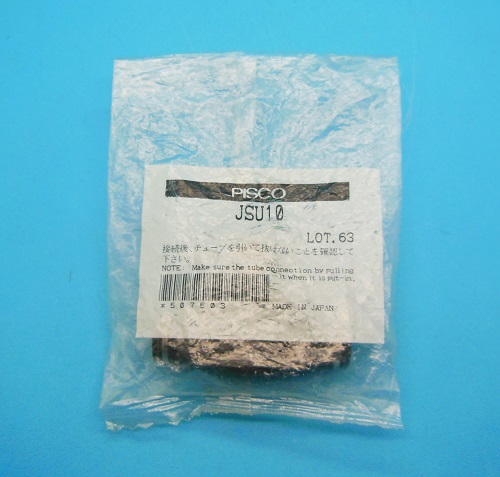 PISCO
JSU10
LOT.63
接続後、チューブを引いて抜けないことを確認して
下さい。
NOTE: Make sure the tube connection by pulling
it when it is put-in.
*507503
MADE IN JAPAN